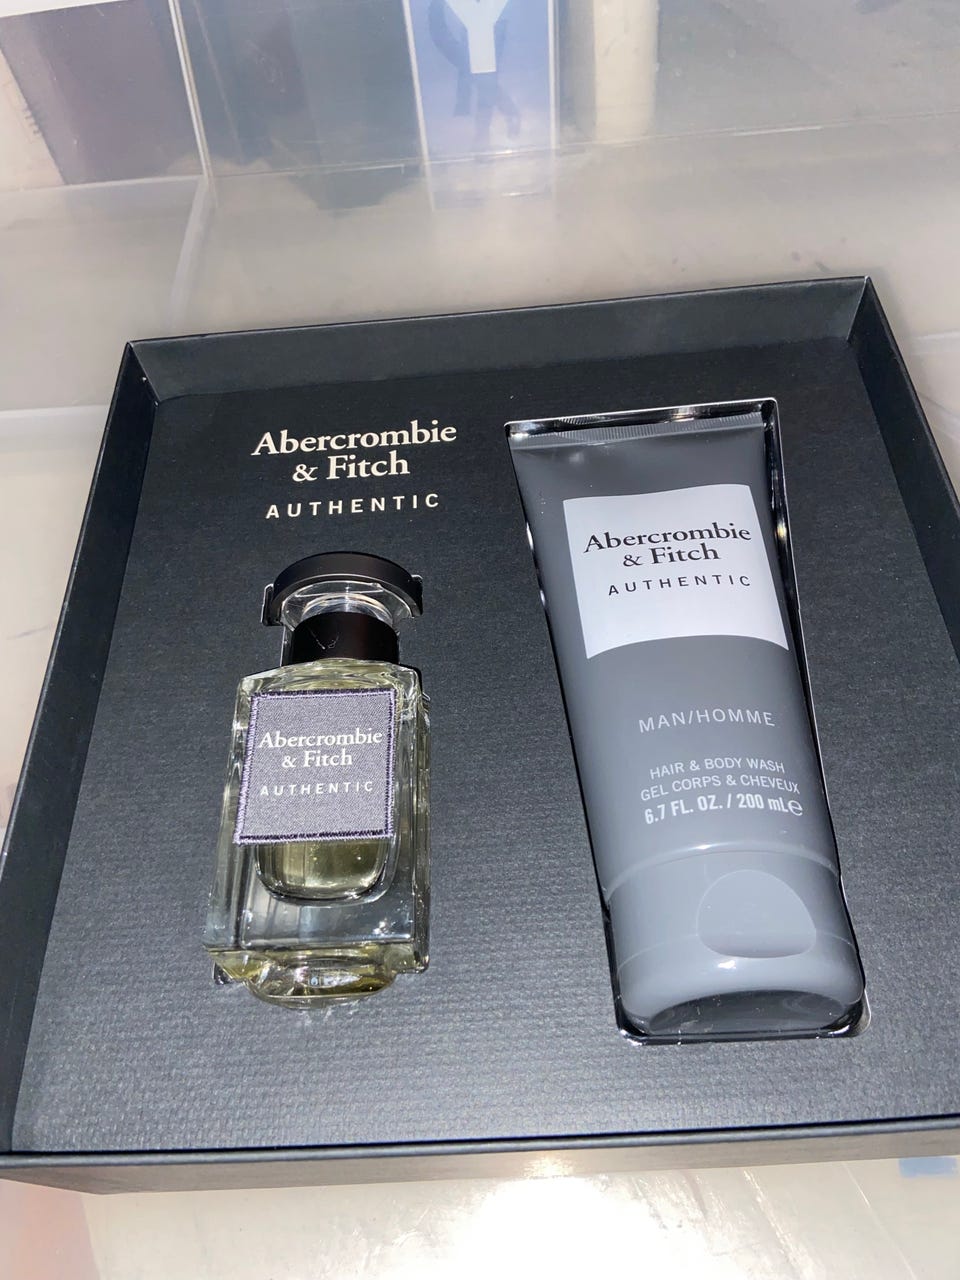 Y
Abercrombie
& Fitch
AUTHENTIC
Abercrombie
& Fitch
AUTHENTIC
Abercrombie
& Fitch
AUTHENTIC
MAN/HOMME
HAIR & BODY WASH
GEL CORPS & CHEVEUX
6.7 FL. OZ. / 200 mL℮